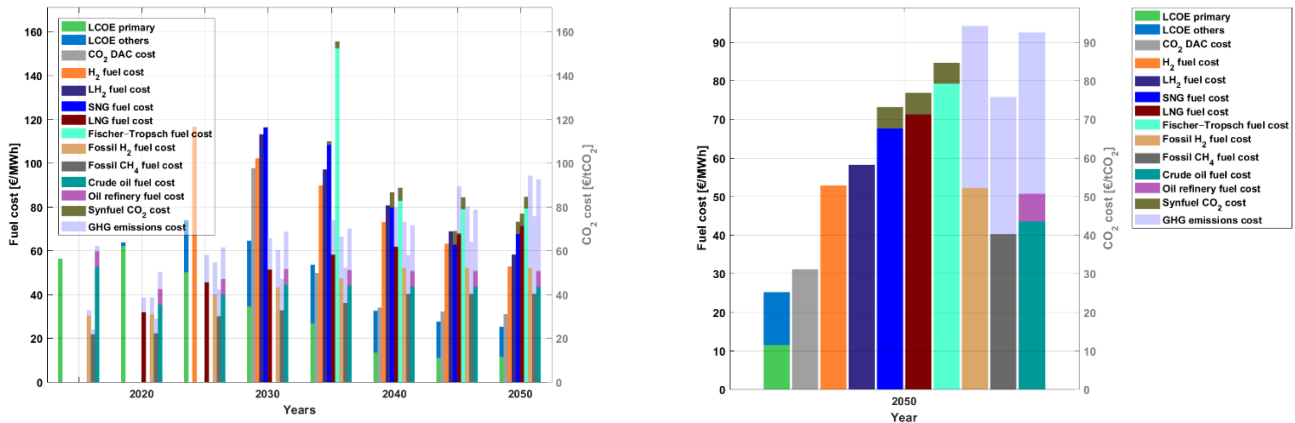 160
140
120
100
80
60
40
20
0
Fuel cost [€/MWh]
LCOE primary
LCOE others
CO2 DAC cost
H2 fuel cost
LH2 fuel cost
SNG fuel cost
LNG fuel cost
Fischer-Tropsch fuel cost
Fossil H2 fuel cost
Fossil CH4 fuel cost
Crude oil fuel cost
Oil refinery fuel cost
Synfuel CO2 cost
GHG emissions cost
2020
2030
2040
2050
Years
160
140
120
100
80
60
40
20
0
CO2 cost [€/tCO2]
90
80
70
60
50
40
30
20
10
0
Fuel cost [€/MWh]
2050
Year
90
80
70
60
50
40
30
20
10
0
CO2 cost [€/tCO2]
LCOE primary
LCOE others
CO2 DAC cost
H2 fuel cost
LH2 fuel cost
SNG fuel cost
LNG fuel cost
Fischer-Tropsch fuel cost
Fossil H2 fuel cost
Fossil CH4 fuel cost
Crude oil fuel cost
Oil refinery fuel cost
Synfuel CO2 cost
GHG emissions cost